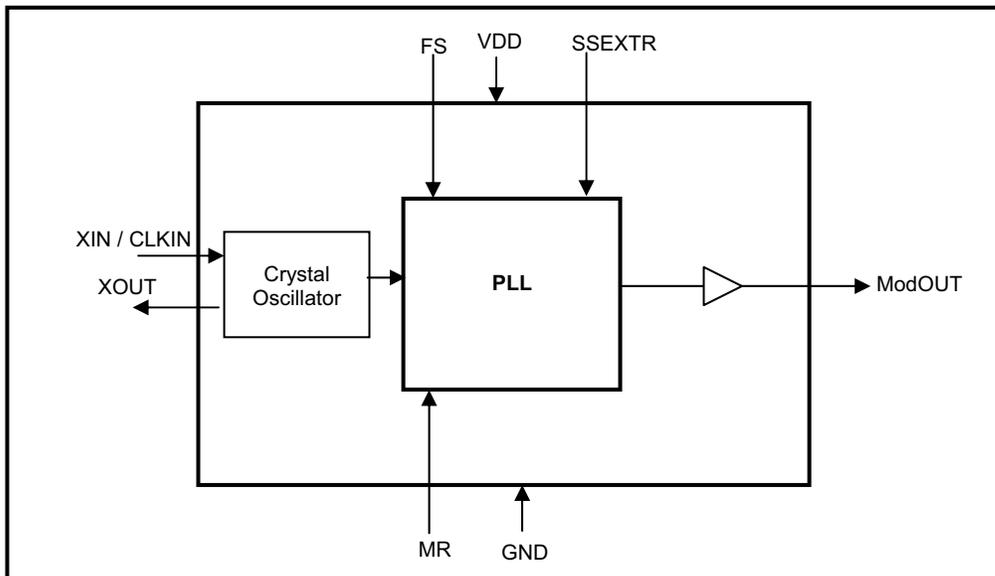 FS
VDD
SSEXTR
XIN / CLKIN
XOUT
Crystal
Oscillator
PLL
ModOUT
MR
GND